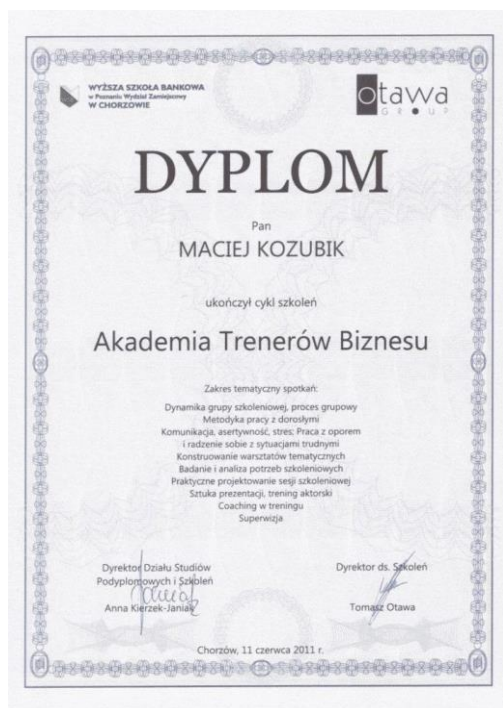 WYŻSZA SZKOŁA BANKOWA
w Poznaniu Wydział Zamiejscowy
W CHORZOWIE
otawa
GROUP
DYPLOM
Pan
MACIEJ KOZUBIK
ukończył cykl szkoleń
Akademia Trenerów Biznesu
Zakres tematyczny spotkań:
Dynamika grupy szkoleniowej, proces grupowy
Metodyka pracy z dorosłymi
Komunikacja, asertywność, stres: Praca z oporem
i radzenie sobie z sytuacjami trudnymi
Konstruowanie warsztatów tematycznych
Badanie i analiza potrzeb szkoleniowych
Praktyczne projektowanie sesji szkoleniowej
Sztuka prezentacji, trening aktorski
Coaching w treningu
Superwizja
Dyrektor Działu Studiów
Podyplomowych i Szkoleń
Anna Kierzek-Janiak
Dyrektor ds. Szkoleń
Tomasz Otawa
Chorzów, 11 czerwca 2011 r.